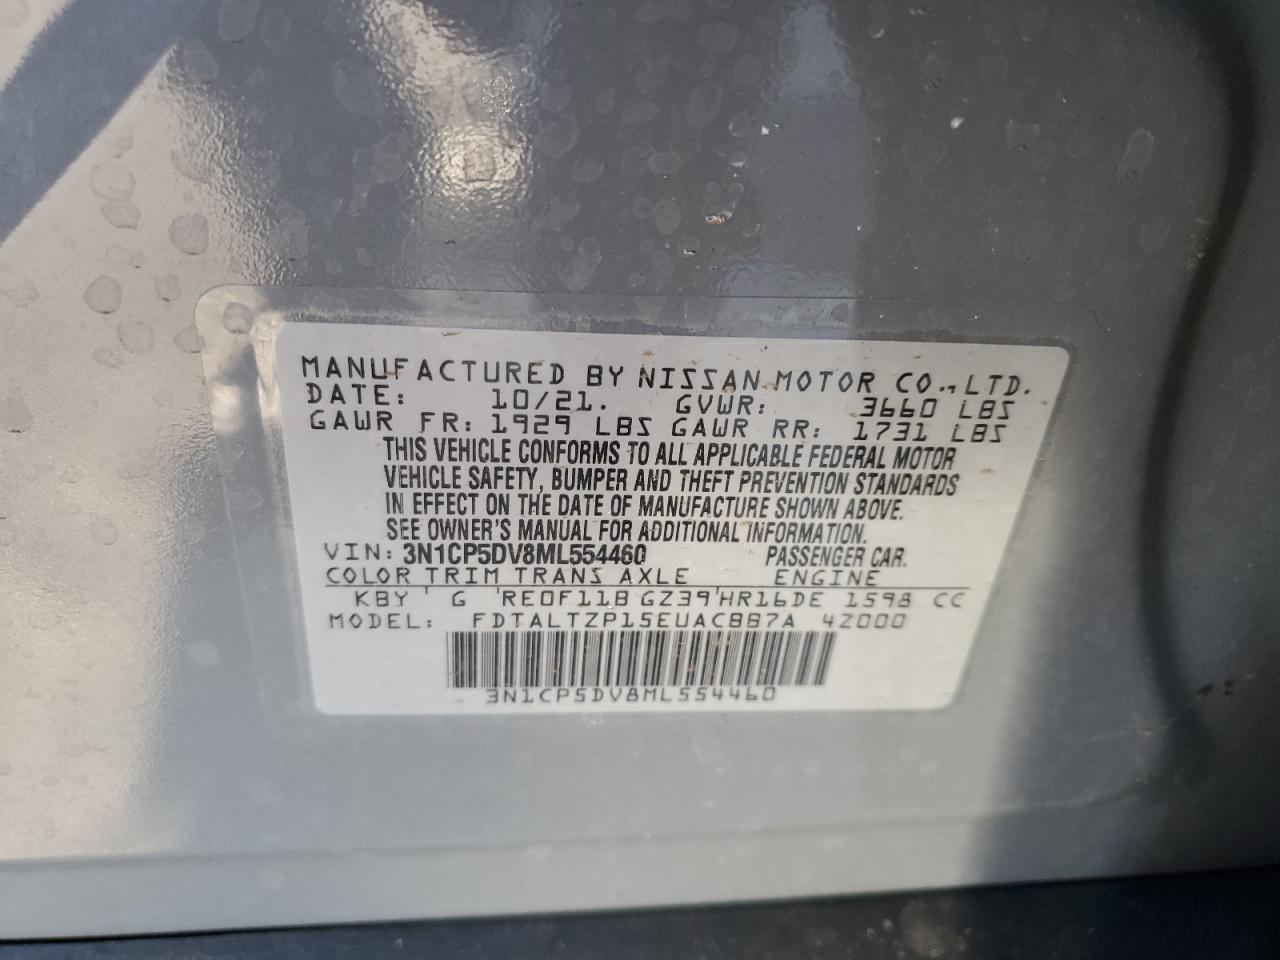 MANUFACTURED BY NISSAN MOTOR CO., LTD.
DATE: 10/21. GVWR: 3660 LBS
GAWR FR: 1929 LBS GAWR RR: 1731 LBS
THIS VEHICLE CONFORMS TO ALL APPLICABLE FEDERAL MOTOR
VEHICLE SAFETY, BUMPER AND THEFT PREVENTION STANDARDS
IN EFFECT ON THE DATE OF MANUFACTURE SHOWN ABOVE.
SEE OWNER'S MANUAL FOR ADDITIONAL INFORMATION.
VIN: 3N1CP5DV8ML554460 PASSENGER CAR.
COLOR TRIM TRANS AXLE ENGINE
KBY G RE0F11B GZ39 HR16DE 1598 CC
MODEL: FDTALTZP15EUACBB7A 4Z000
3N1CP5DV8ML554460